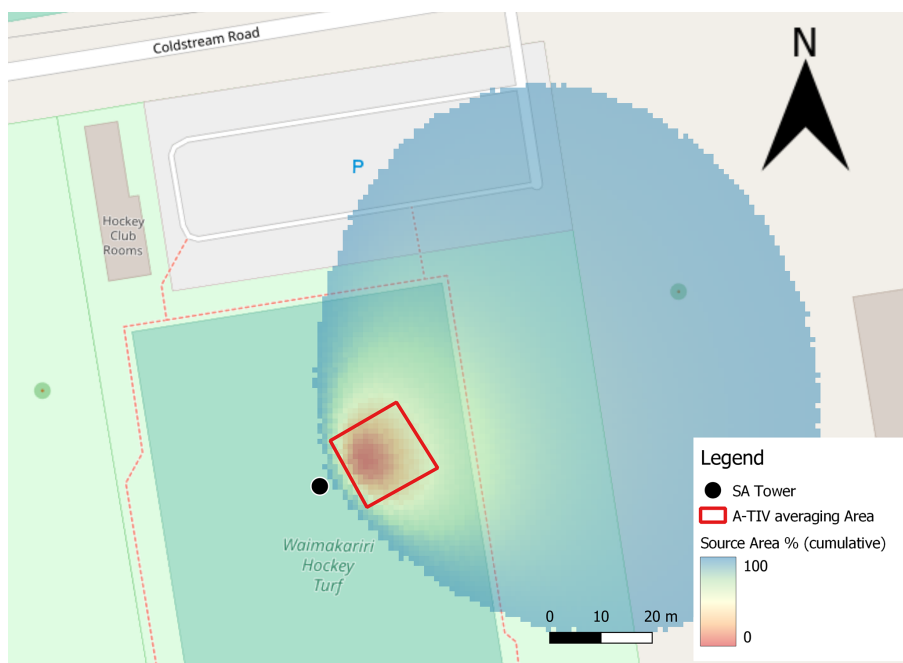 Coldstream Road
N
P
Hockey
Club
Rooms
Waimakariri
Hockey
Turf
0 10 20 m
Legend
SA Tower
A-TIV averaging Area
Source Area % (cumulative)
100
0